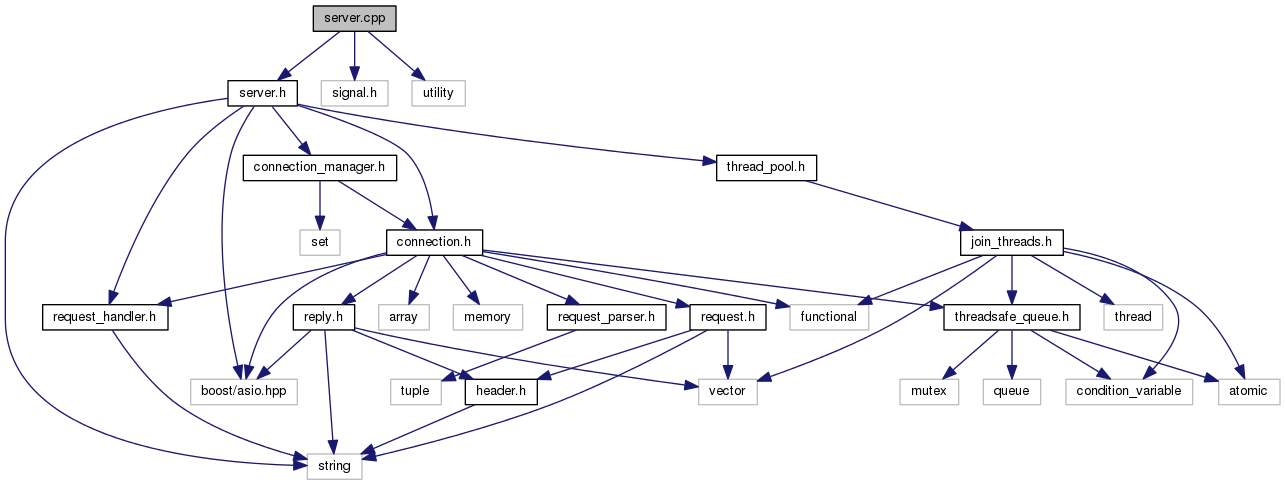 server.cpp
server.h
signal.h
utility
connection_manager.h
thread_pool.h
set
connection.h
join_threads.h
request_handler.h
reply.h
array
memory
request_parser.h
request.h
functional
threadsafe_queue.h
thread
boost/asio.hpp
tuple
header.h
vector
mutex
queue
condition_variable
atomic
string